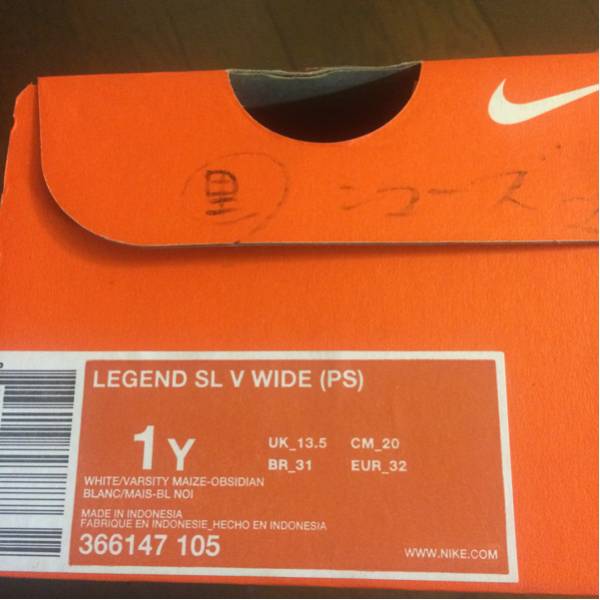 里 シューズ
LEGEND SL V WIDE (PS)
1Y
UK_13.5 CM_20
BR_31 EUR_32
WHITE/VARSITY MAIZE-OBSIDIAN
BLANC/MAIS-BL NOI
MADE IN INDONESIA
FABRIQUE EN INDONESIE_HECHO EN INDONESIA
366147 105
WWW.NIKE.COM